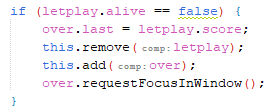 if (letplay.alive == false) {
over.last = letplay.score;
this.remove(comp:letplay);
this.add(comp:over);
over.requestFocusInWindow();
}